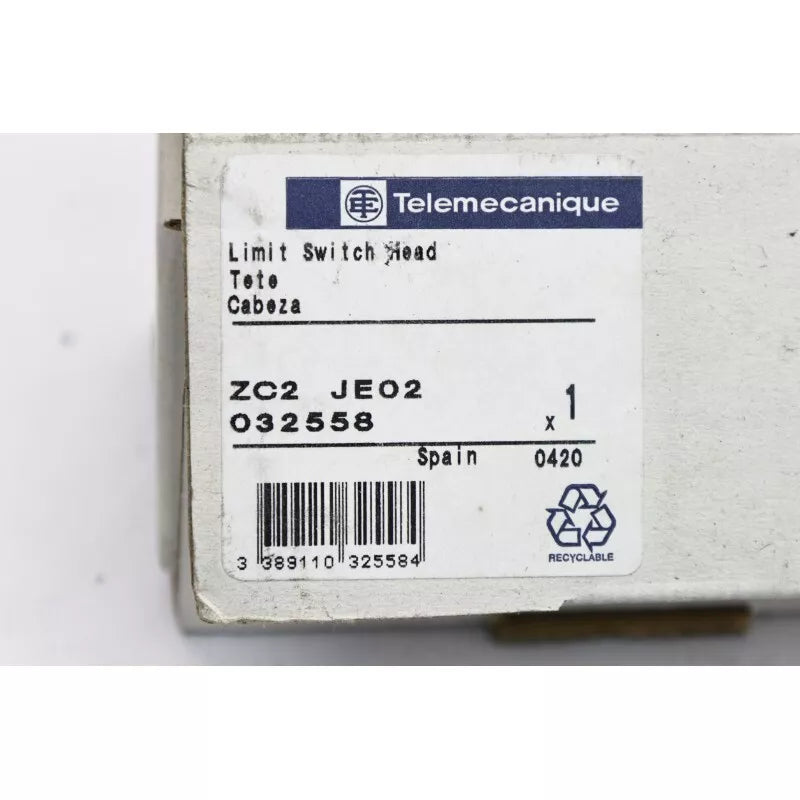 Telemecanique
Limit Switch Head
Tete
Cabeza
ZC2 JE02
032558
x 1
Spain 0420
3 389110 325584
RECYCLABLE